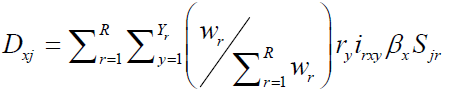 $D_{xj} = \sum_{r=1}^{R} \sum_{y=1}^{Y_r} \left( w_r \Big/ \sum_{r=1}^{R} w_r \right) r_y i_{rxy} \beta_x S_{jr}$